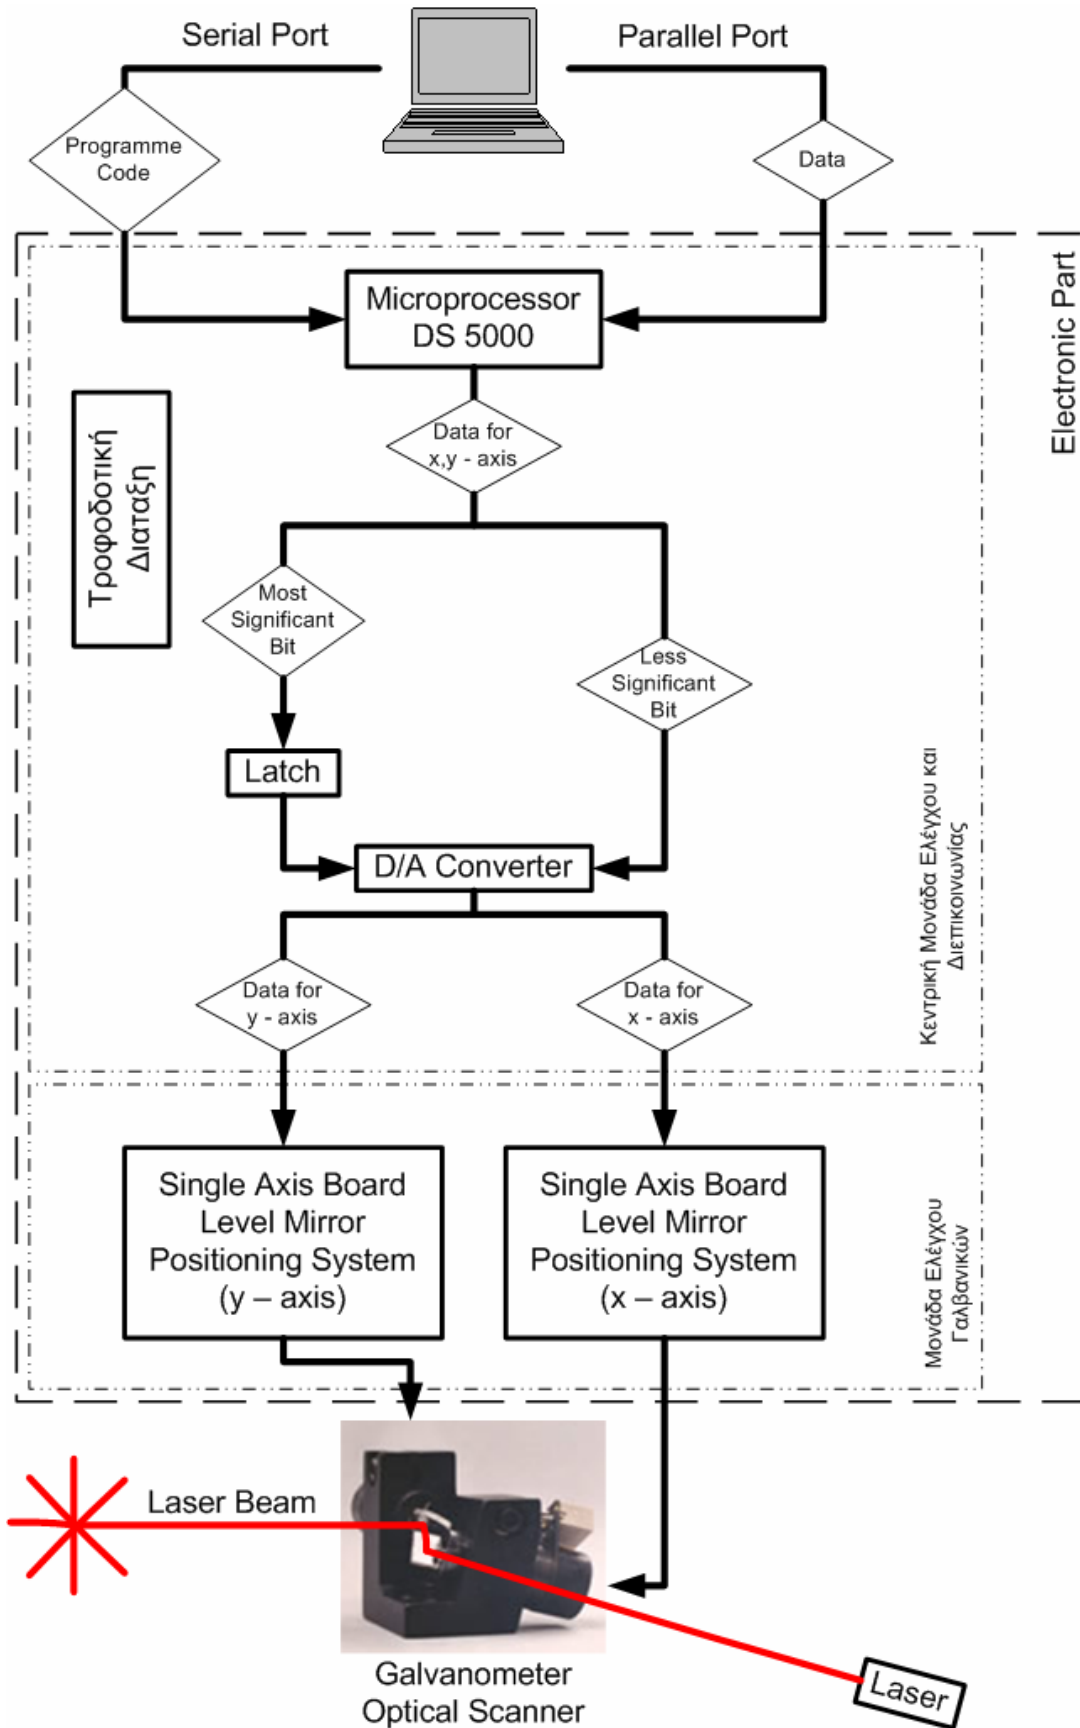 Serial Port
Parallel Port
Programme
Code
Data
Electronic Part
Microprocessor
DS 5000
Τροφοδοτική
Διαταξη
Data for
x,y - axis
Most
Significant
Bit
Less
Significant
Bit
Latch
D/A Converter
Κεντρική Μονάδα Ελέγχου και
Διεπικοινωνίας
Data for
y - axis
Data for
x - axis
Single Axis Board
Level Mirror
Positioning System
(y – axis)
Single Axis Board
Level Mirror
Positioning System
(x – axis)
Μονάδα Ελέγχου
Γαλβανικών
Laser Beam
Galvanometer
Optical Scanner
Laser